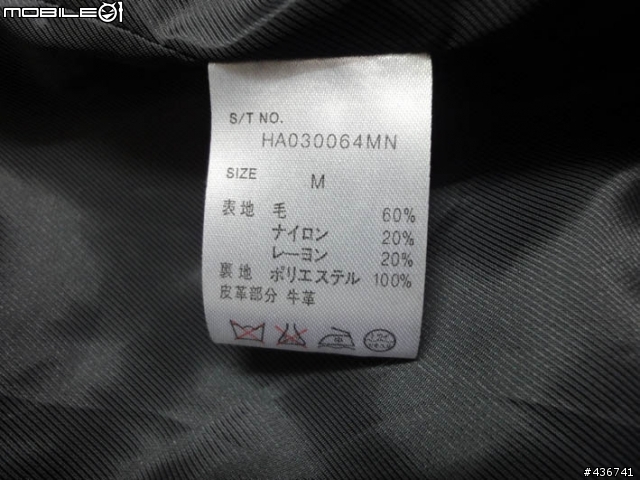 MOBILE01
S/T NO.
HA030064MN
SIZE M
表地 毛 60%
ナイロン 20%
レーヨン 20%
裏地 ポリエステル 100%
皮革部分 牛革
中
#436741